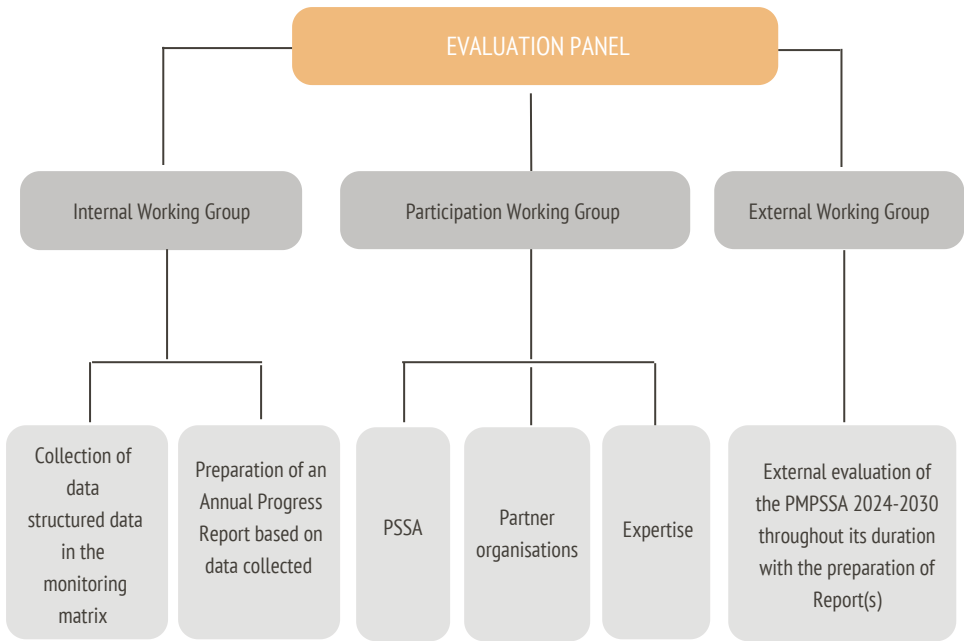 EVALUATION PANEL
Internal Working Group
Participation Working Group
External Working Group
Collection of
data
structured data
in the
monitoring
matrix
Preparation of an
Annual Progress
Report based on
data collected
PSSA
Partner
organisations
Expertise
External evaluation of
the PMPSSA 2024-2030
throughout its duration
with the preparation of
Report(s)